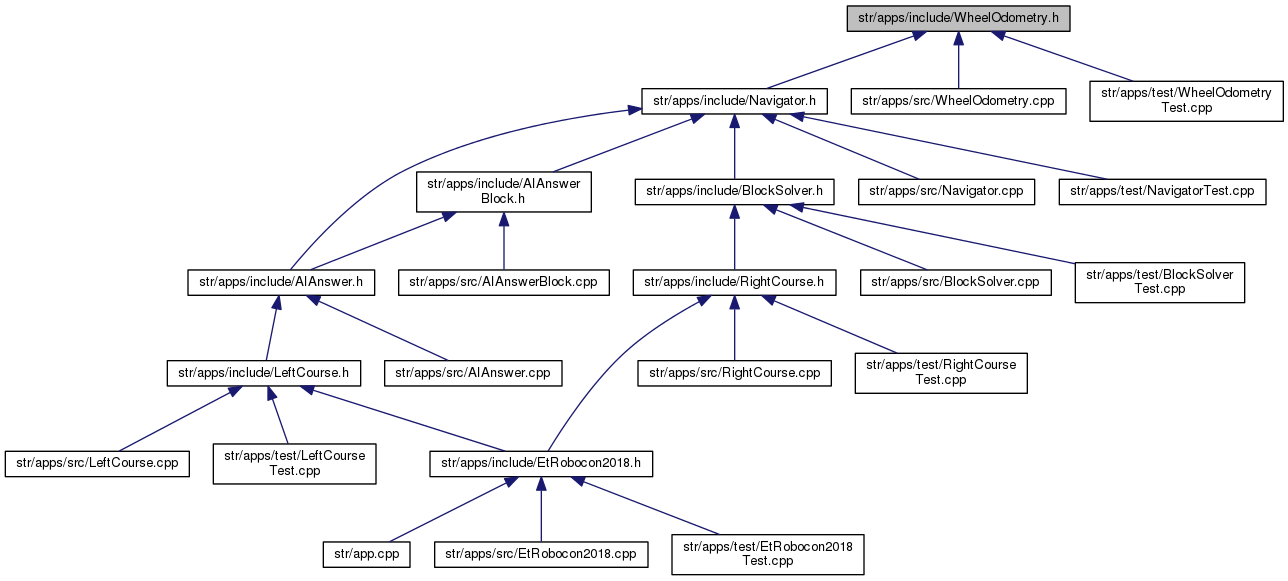 str/apps/include/WheelOdometry.h
str/apps/include/Navigator.h
str/apps/src/WheelOdometry.cpp
str/apps/test/WheelOdometry
Test.cpp
str/apps/include/AIAnswer
Block.h
str/apps/include/BlockSolver.h
str/apps/src/Navigator.cpp
str/apps/test/NavigatorTest.cpp
str/apps/include/AIAnswer.h
str/apps/src/AIAnswerBlock.cpp
str/apps/include/RightCourse.h
str/apps/src/BlockSolver.cpp
str/apps/test/BlockSolver
Test.cpp
str/apps/include/LeftCourse.h
str/apps/src/AIAnswer.cpp
str/apps/src/RightCourse.cpp
str/apps/test/RightCourse
Test.cpp
str/apps/src/LeftCourse.cpp
str/apps/test/LeftCourse
Test.cpp
str/apps/include/EtRobocon2018.h
str/app.cpp
str/apps/src/EtRobocon2018.cpp
str/apps/test/EtRobocon2018
Test.cpp